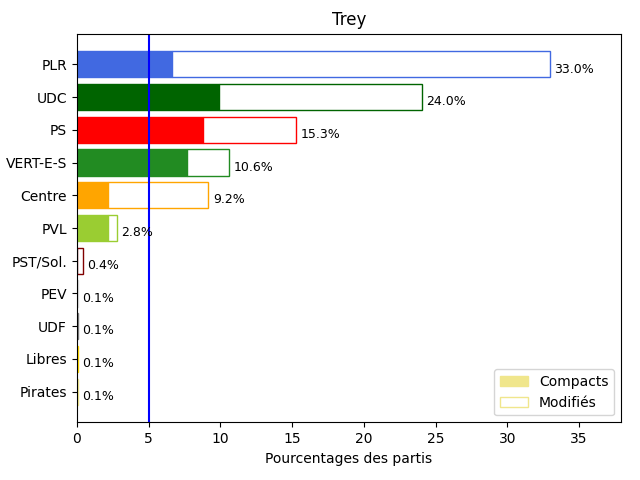 Trey
PLR 33.0%
UDC 24.0%
PS 15.3%
VERT-E-S 10.6%
Centre 9.2%
PVL 2.8%
PST/Sol. 0.4%
PEV 0.1%
UDF 0.1%
Libres 0.1%
Pirates 0.1%
Compacts
Modifiés
0 5 10 15 20 25 30 35
Pourcentages des partis